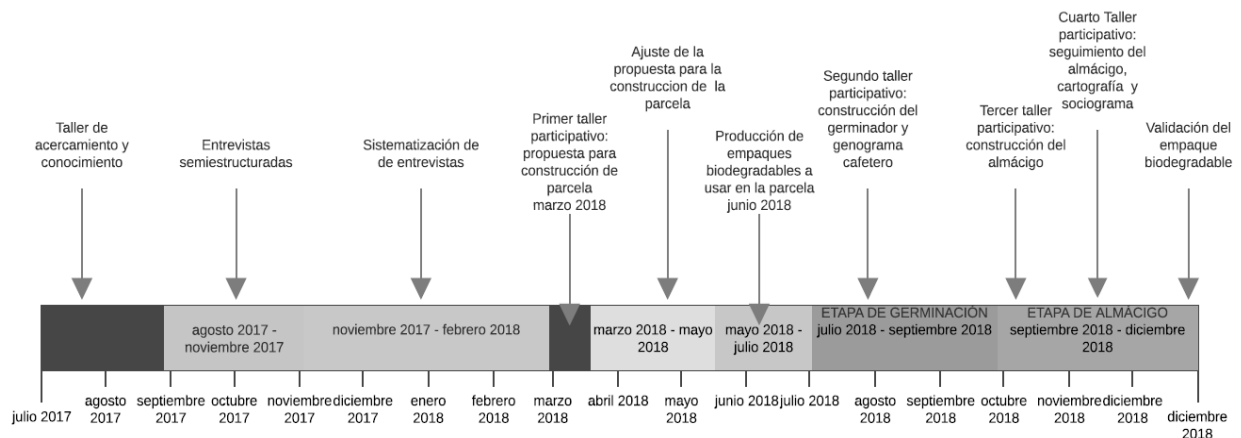 Taller de
acercamiento y
conocimiento
Entrevistas
semiestructuradas
Sistematización de
de entrevistas
Primer taller
participativo:
propuesta para
construcción de
parcela
marzo 2018
Ajuste de la
propuesta para la
construccion de la
parcela
Producción de
empaques
biodegradables a
usar en la parcela
junio 2018
Segundo taller
participativo:
construcción del
germinador y
genograma
cafetero
Tercer taller
participativo:
construcción del
almácigo
Cuarto Taller
participativo:
seguimiento del
almácigo,
cartografía y
sociograma
Validación del
empaque
biodegradable
agosto 2017 -
noviembre 2017
noviembre 2017 - febrero 2018
marzo 2018 - mayo
2018
mayo 2018 -
julio 2018
ETAPA DE GERMINACIÓN
julio 2018 - septiembre 2018
ETAPA DE ALMÁCIGO
septiembre 2018 - diciembre
2018
julio 2017
agosto
2017
septiembre
2017
octubre
2017
noviembre
2017
diciembre
2017
enero
2018
febrero
2018
marzo
2018
abril 2018
mayo
2018
junio 2018
julio 2018
agosto
2018
septiembre
2018
octubre
2018
noviembre
2018
diciembre
2018
diciembre
2018